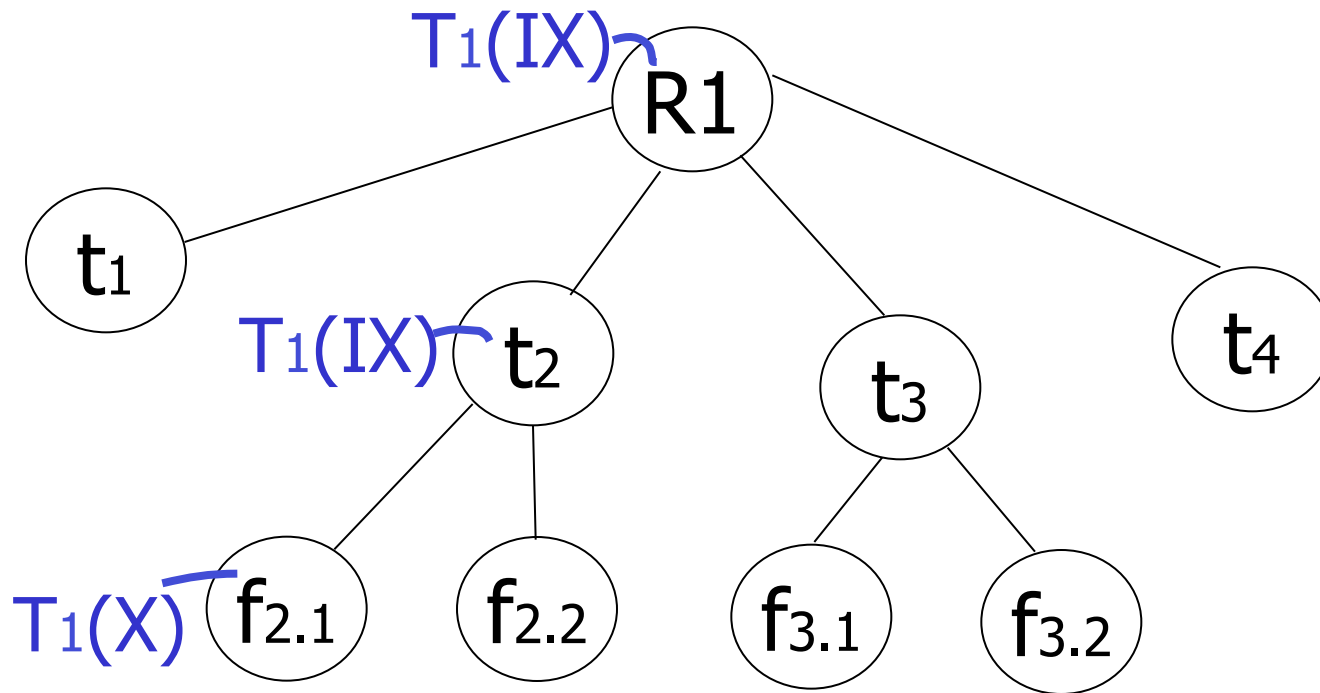 T1(IX)
R1
t1
T1(IX)
t2
t3
t4
T1(X)
f2.1
f2.2
f3.1
f3.2